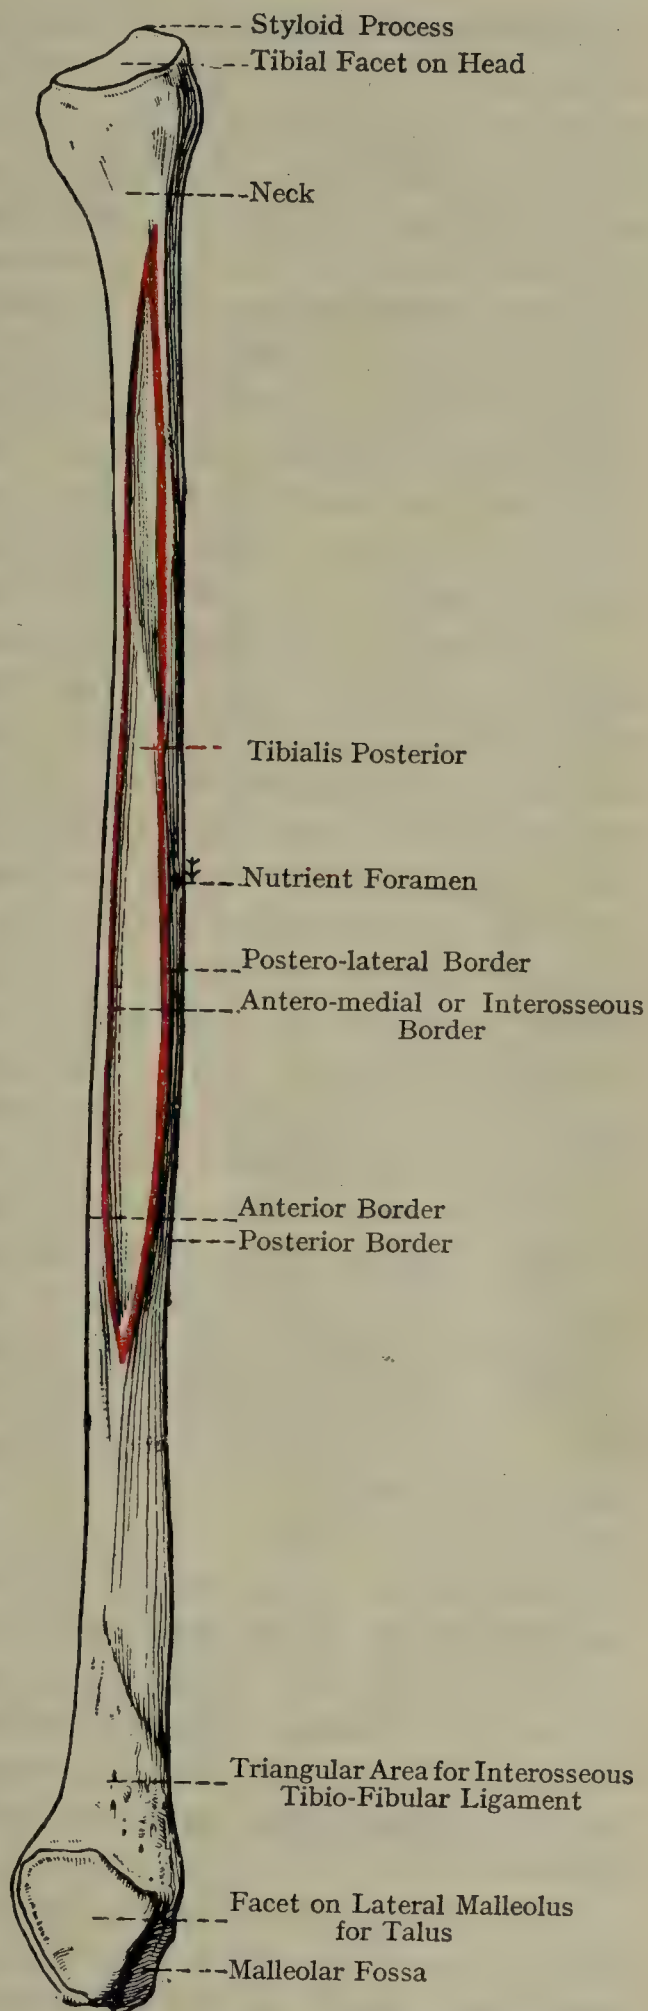 Styloid Process
Tibial Facet on Head
Neck
Tibialis Posterior
Nutrient Foramen
Postero-lateral Border
Antero-medial or Interosseous
Border
Anterior Border
Posterior Border
Triangular Area for Interosseous
Tibio-Fibular Ligament
Facet on Lateral Malleolus
for Talus
Malleolar Fossa